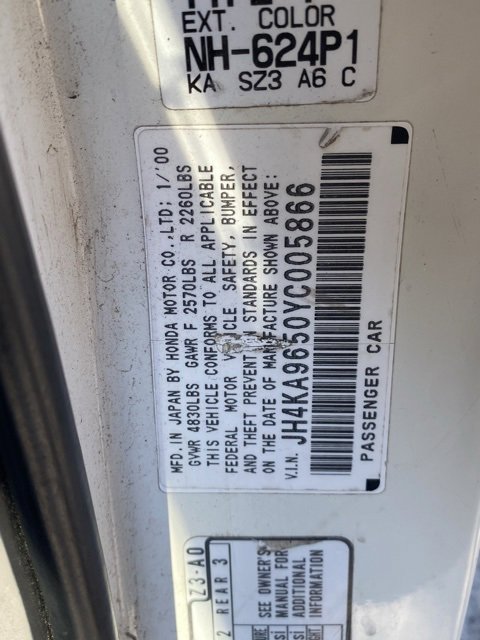 EXT. COLOR
NH-624P1
KA SZ3 A6 C
MFD. IN JAPAN BY HONDA MOTOR CO.,LTD; 1/'00
GVWR 4830LBS GAWR F 2570LBS R 2260LBS
THIS VEHICLE CONFORMS TO ALL APPLICABLE
FEDERAL MOTOR VEHICLE SAFETY, BUMPER,
AND THEFT PREVENTION STANDARDS IN EFFECT
ON THE DATE OF MANUFACTURE SHOWN ABOVE:
V.I.N. JH4KA9650YC005866
PASSENGER CAR
SZ3-A0
2 REAR 3
SEE OWNER'S
MANUAL FOR
ADDITIONAL
INFORMATION